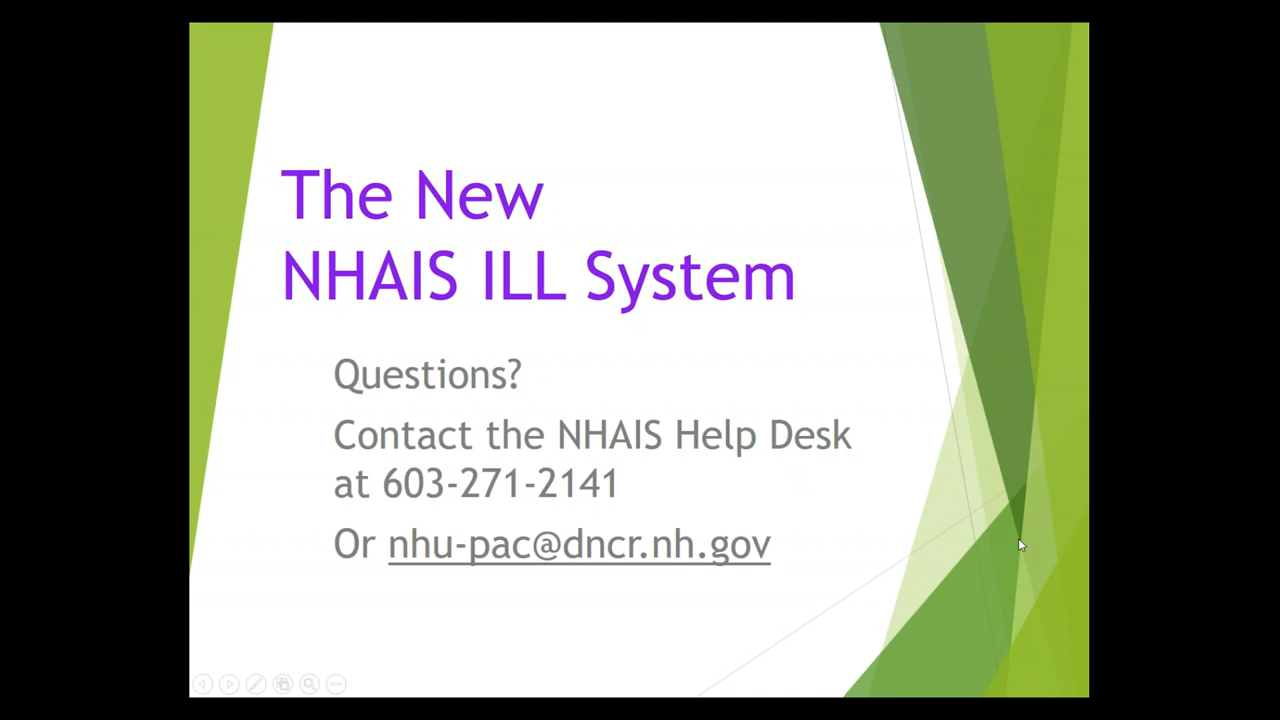 The New
NHAIS ILL System
Questions?
Contact the NHAIS Help Desk
at 603-271-2141
Or nhu-pac@dncr.nh.gov